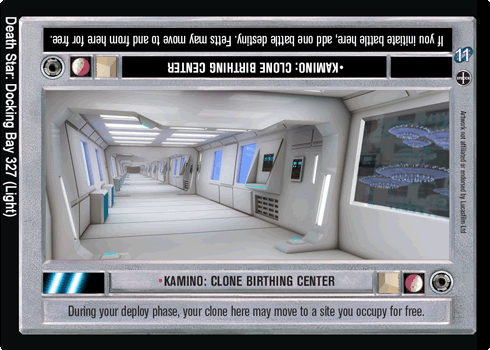 If you initiate battle here, add one battle destiny. Fetts may move to and from here for free.
•KAMINO: CLONE BIRTHING CENTER
11
Death Star: Docking Bay 327 (Light)
Artwork not affiliated or endorsed by Lucasfilm Ltd
•KAMINO: CLONE BIRTHING CENTER
During your deploy phase, your clone here may move to a site you occupy for free.